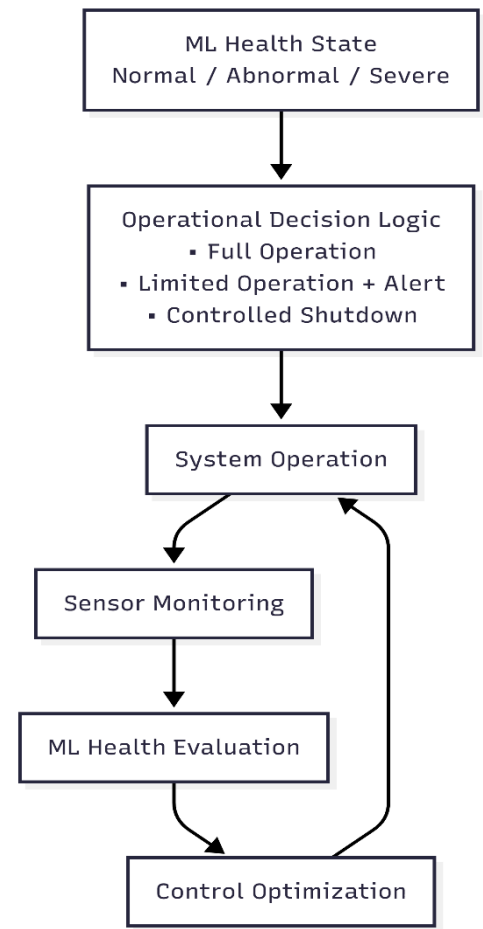 ML Health State
Normal / Abnormal / Severe
Operational Decision Logic
▪ Full Operation
▪ Limited Operation + Alert
▪ Controlled Shutdown
System Operation
Sensor Monitoring
ML Health Evaluation
Control Optimization